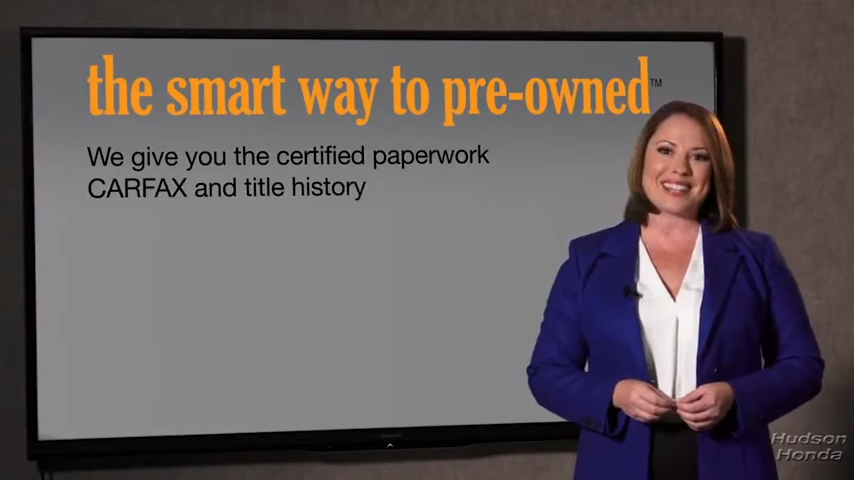 the smart way to pre-owned™
We give you the certified paperwork
CARFAX and title history
Hudson
Honda